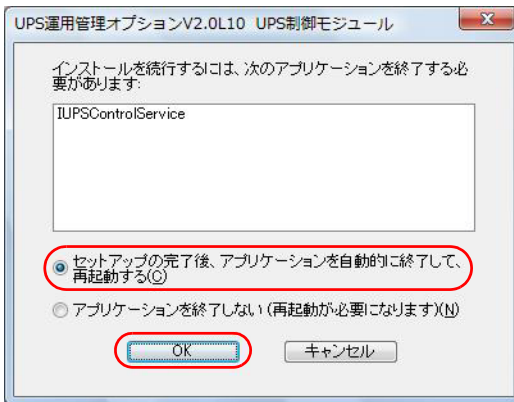 UPS運用管理オプションV2.0L10 UPS制御モジュール
インストールを続行するには、次のアプリケーションを終了する必
要があります:
IUPSControlService
セットアップの完了後、アプリケーションを自動的に終了して、
再起動する(C)
アプリケーションを終了しない (再起動が必要になります)(N)
OK
キャンセル